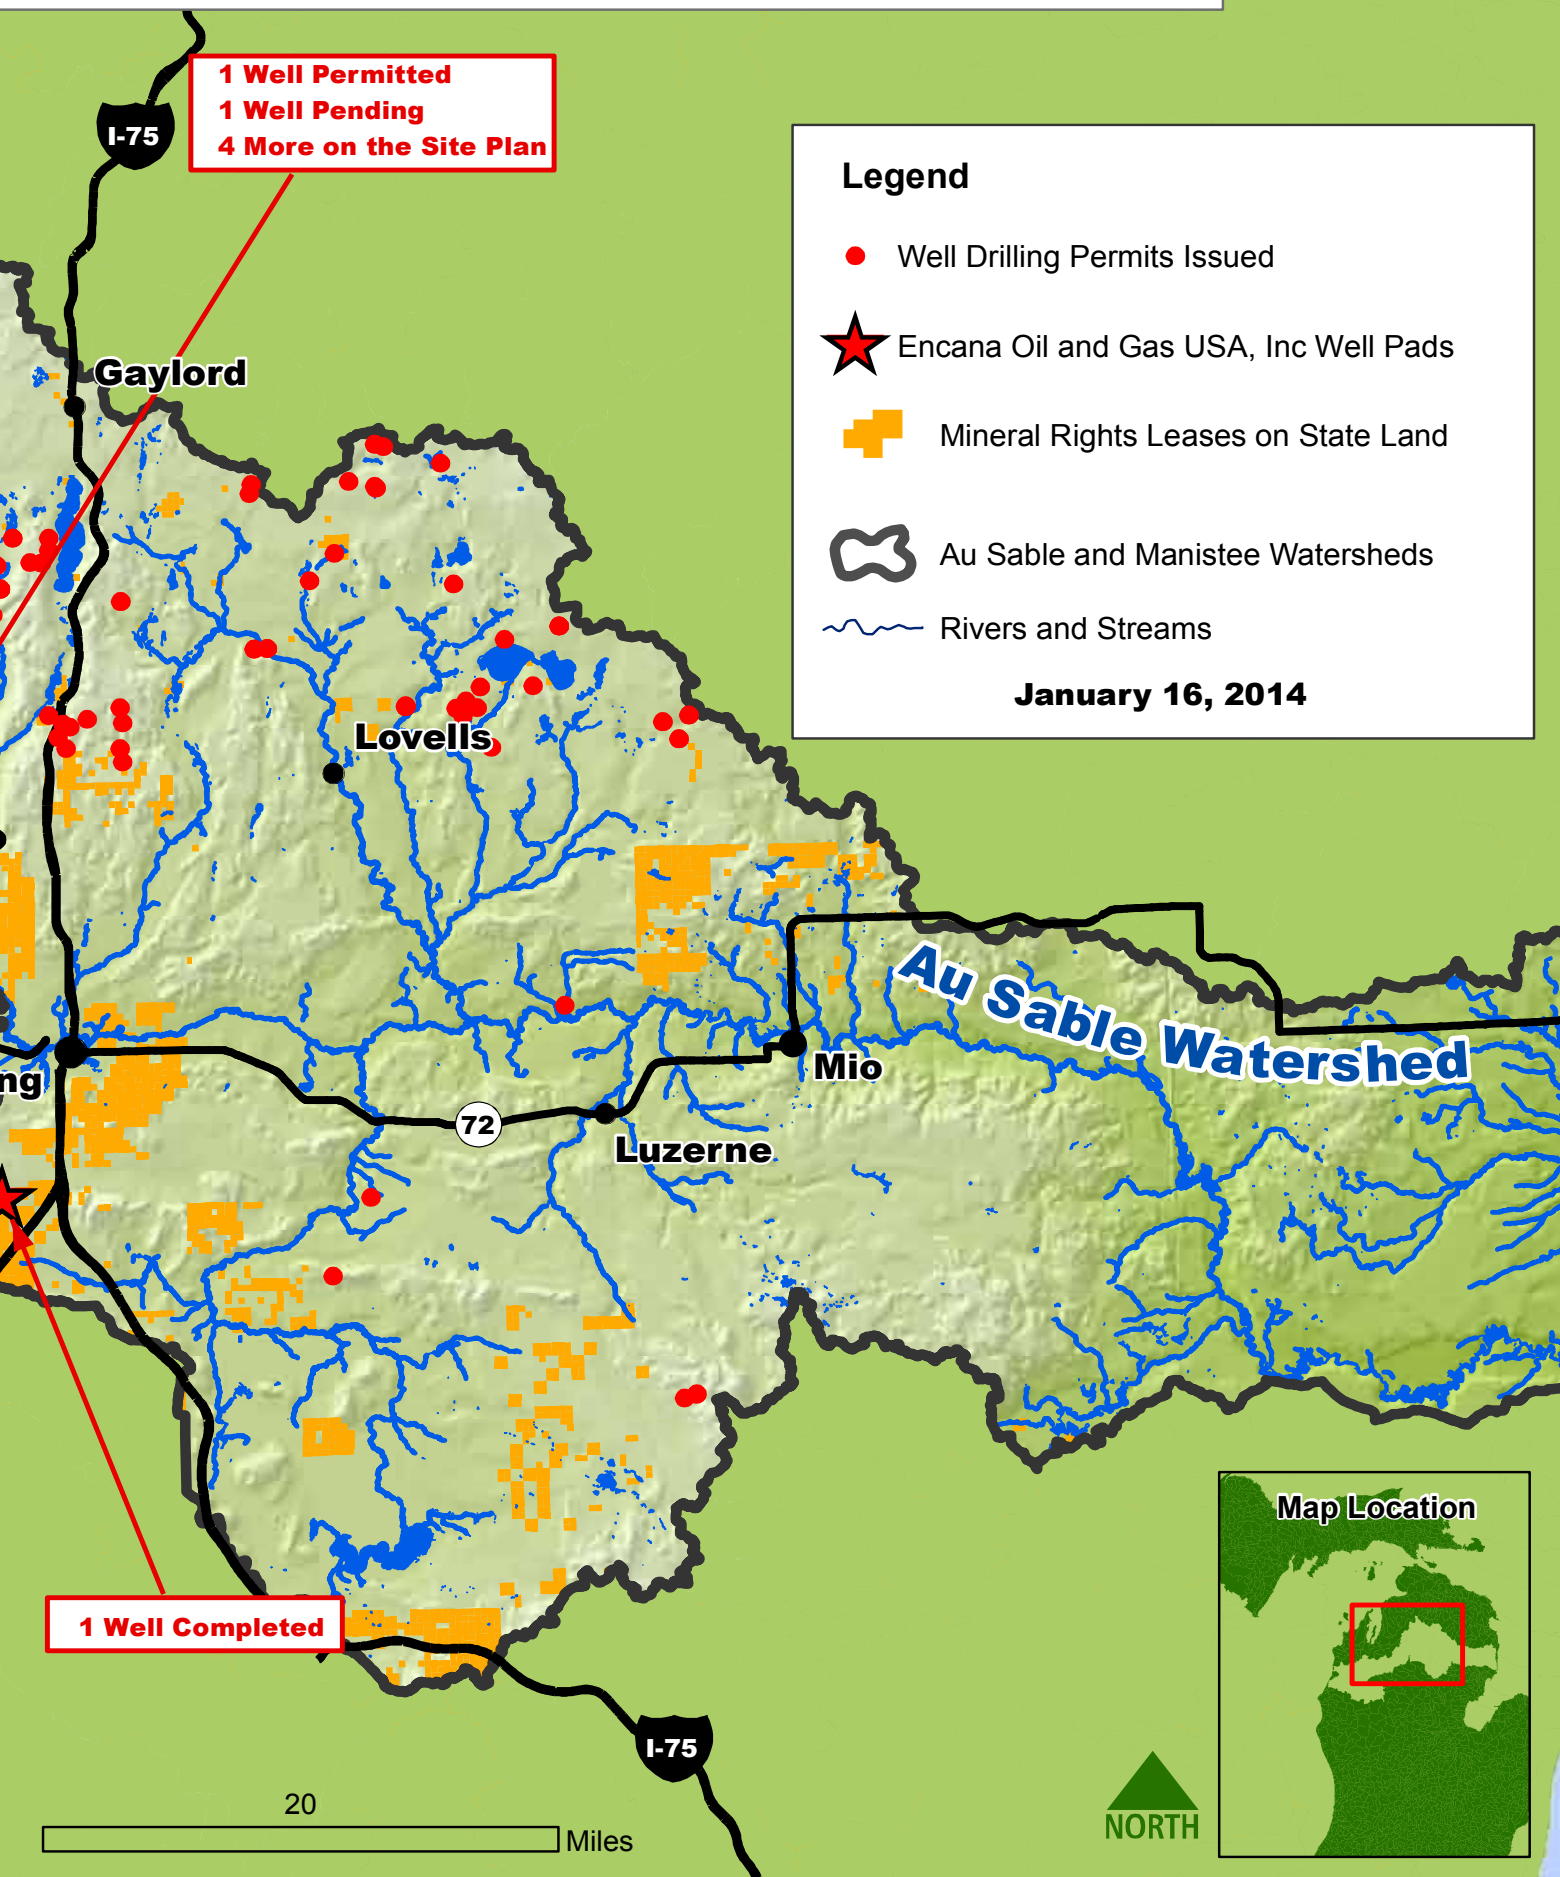 1 Well Permitted
1 Well Pending
4 More on the Site Plan
I-75
Legend
Well Drilling Permits Issued
Encana Oil and Gas USA, Inc Well Pads
Mineral Rights Leases on State Land
Au Sable and Manistee Watersheds
Rivers and Streams
January 16, 2014
Gaylord
Lovells
Au Sable Watershed
Mio
ng
72
Luzerne
Map Location
1 Well Completed
I-75
20
Miles
NORTH